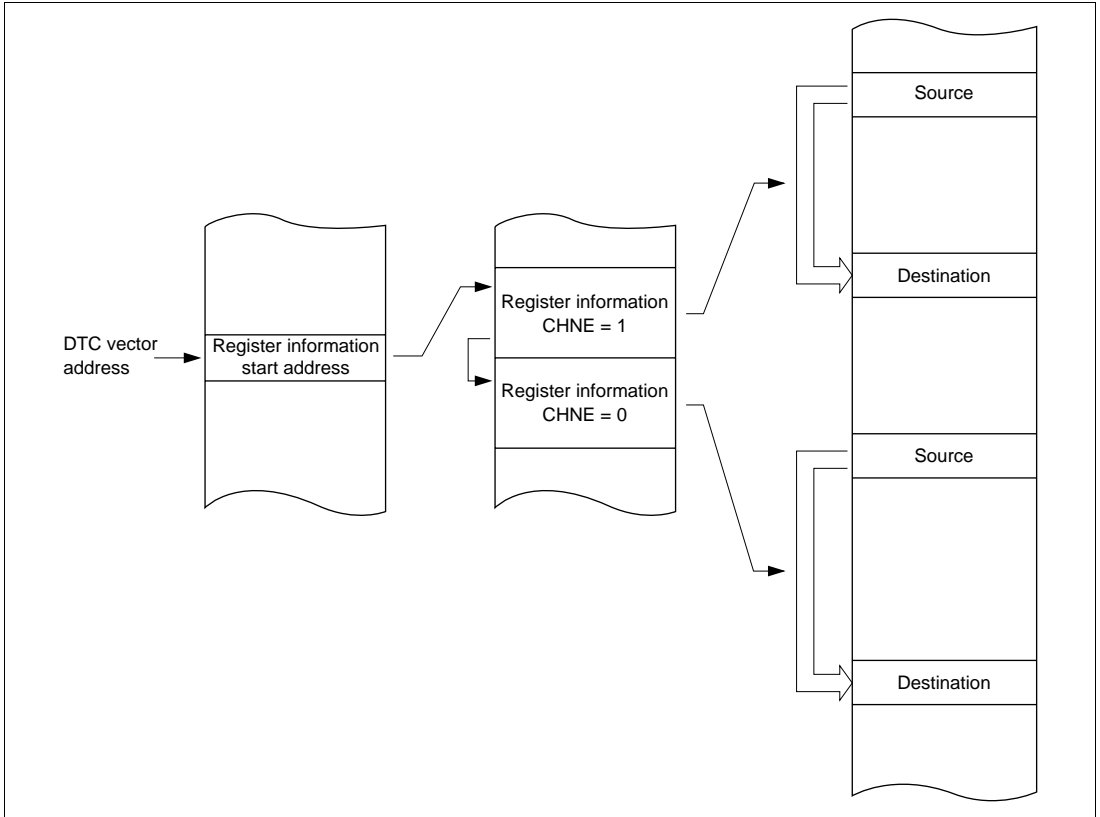 DTC vector
address
Register information
start address
Register information
CHNE = 1
Register information
CHNE = 0
Source
Destination
Source
Destination